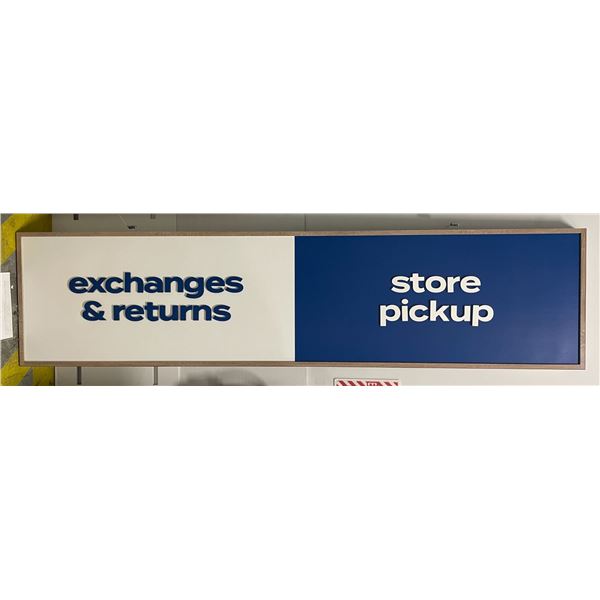 exchanges
& returns
store
pickup